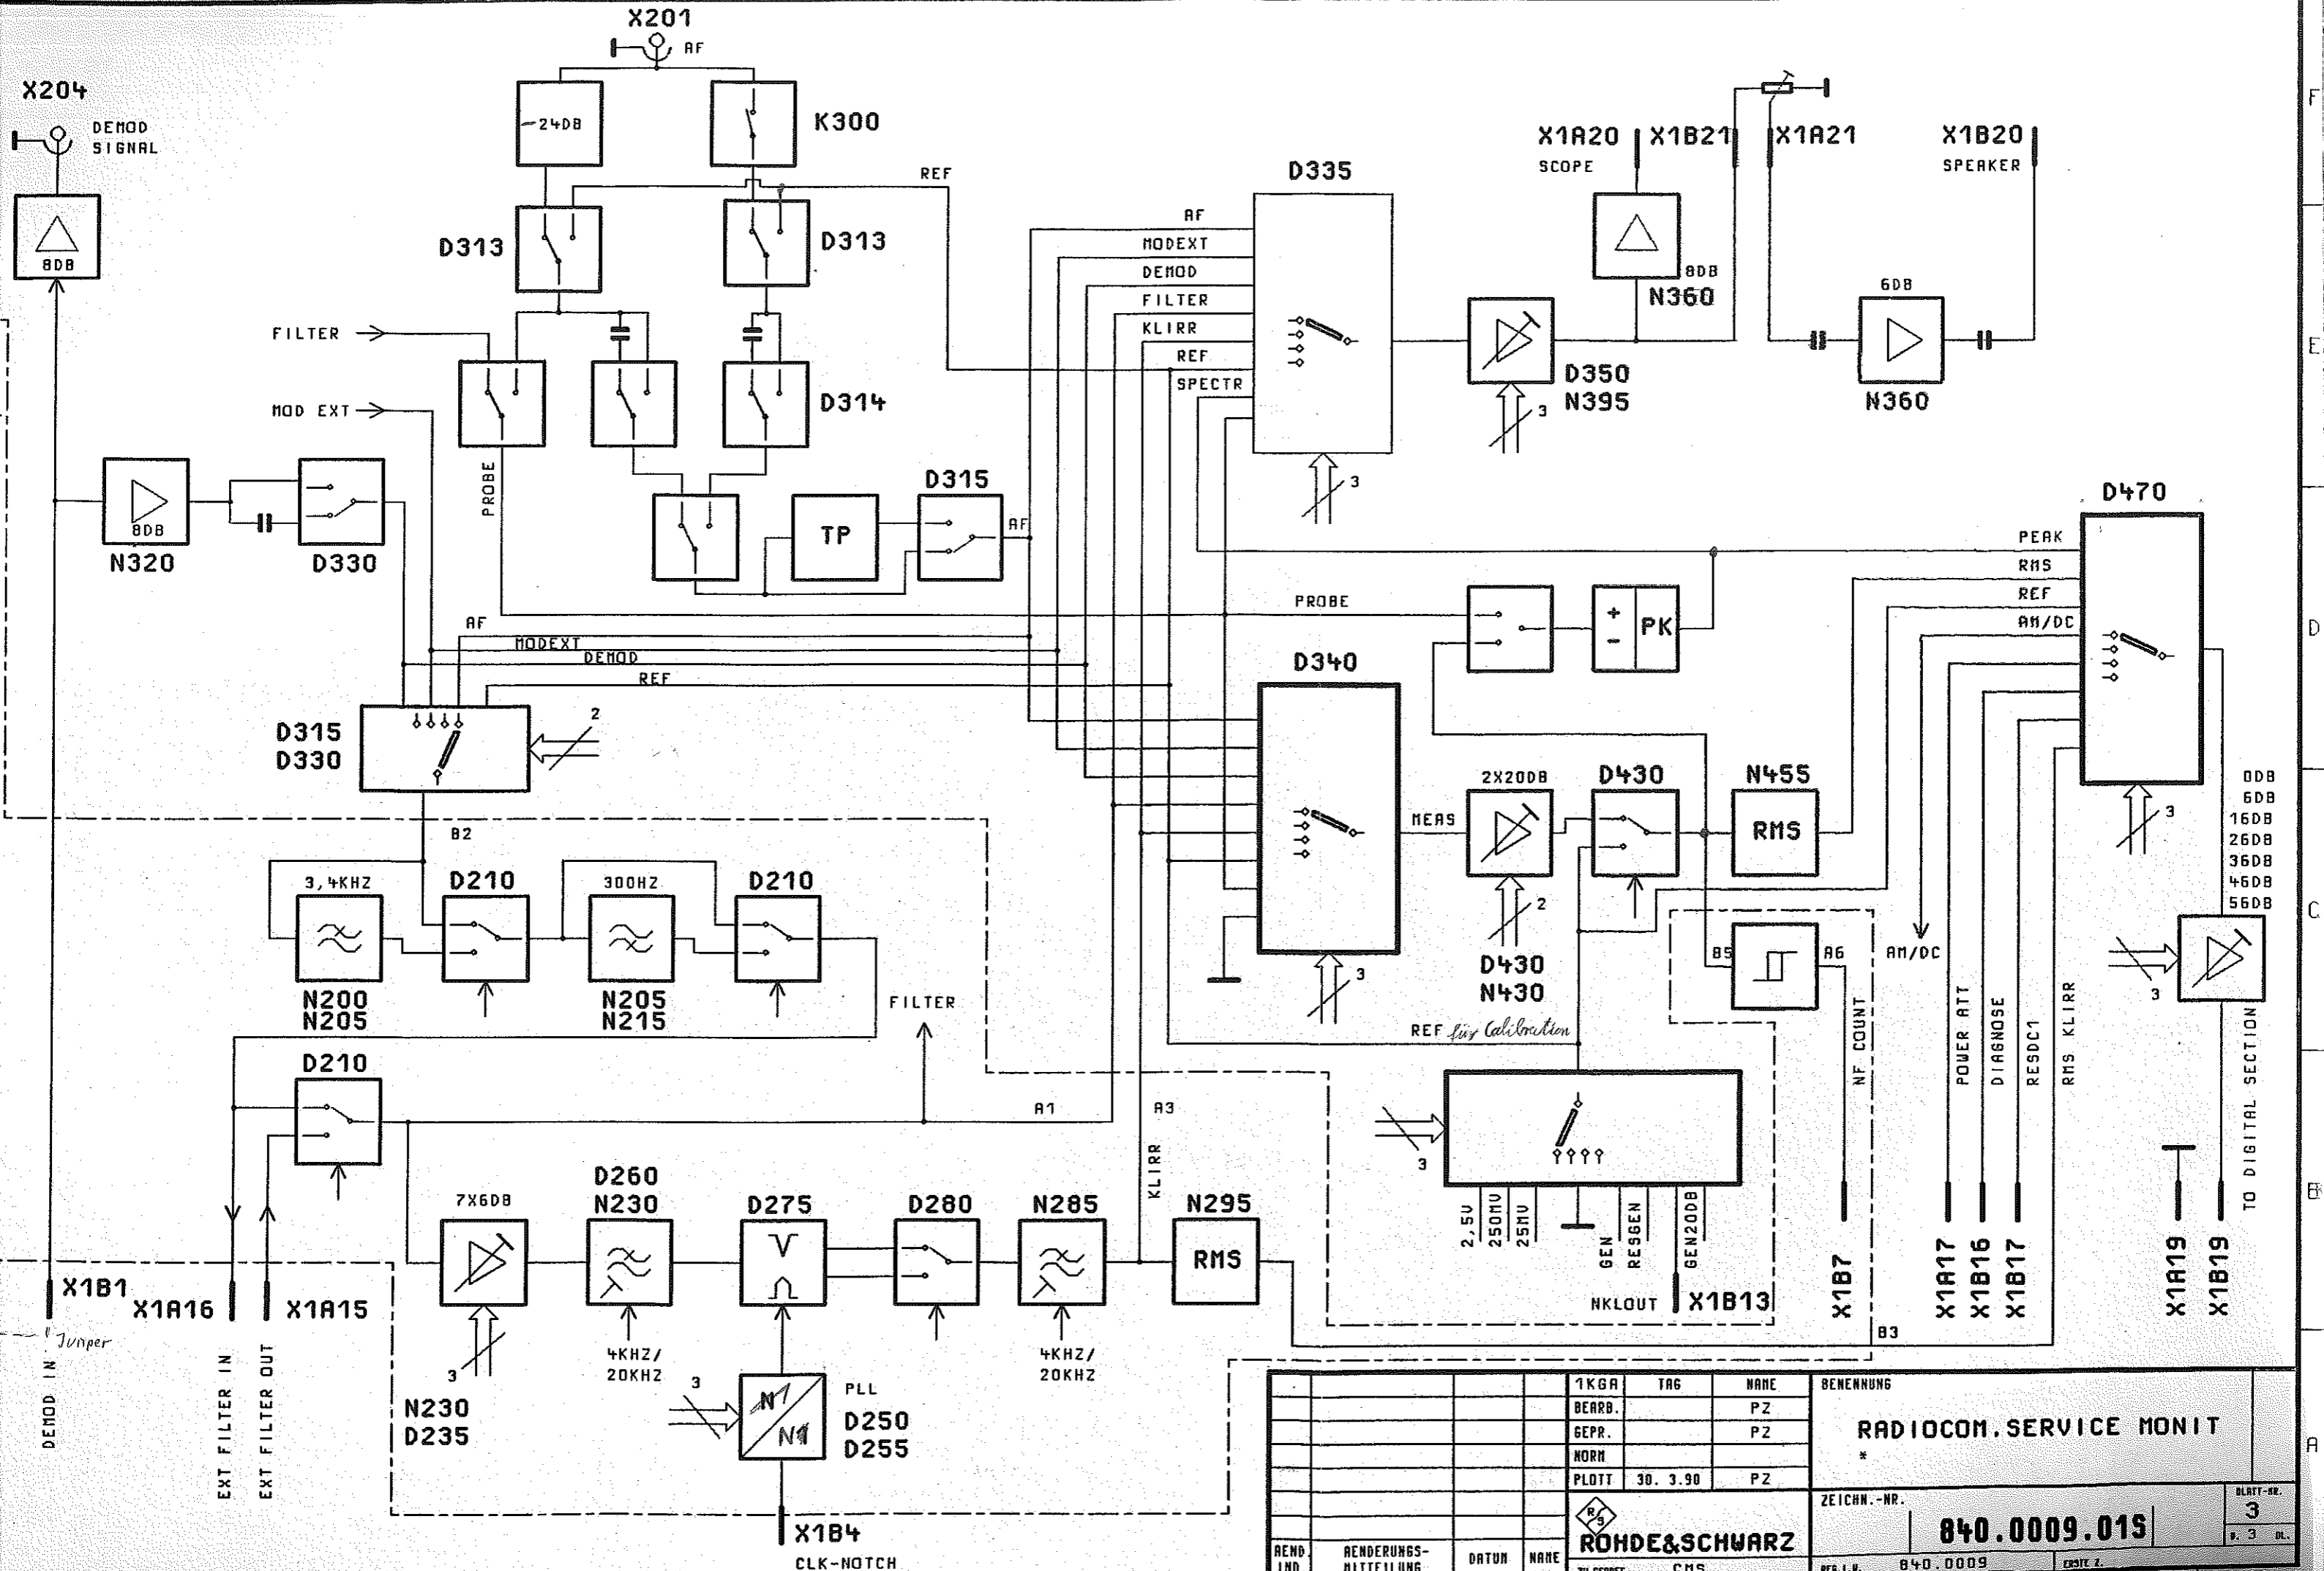 X201
AF
X204
DEMOD
SIGNAL
8DB
-24DB
K300
REF
D313
D313
FILTER
MOD EXT
D314
PROBE
N320
8DB
D330
TP
D315
AF
D335
AF
MODEXT
DEMOD
FILTER
KLIRR
REF
SPECTR
3
X1A20
SCOPE
X1B21
X1A21
X1B20
SPEAKER
8DB
N360
6DB
N360
D350
N395
3
D470
PEAK
RMS
REF
AM/DC
3
PROBE
+
-
PK
AF
MODEXT
DEMOD
REF
D315
D330
2
D340
3
MEAS
2X20DB
2
D430
N430
D430
N455
RMS
0DB
6DB
16DB
26DB
36DB
46DB
56DB
3
B2
3,4KHZ
N200
N205
D210
300HZ
N205
N215
D210
FILTER
D210
A1
A3
KLIRR
B5
A6
NF COUNT
AM/DC
POWER ATT
DIAGNOSE
RESDC1
RMS KLIRR
TO DIGITAL SECTION
REF für Calibration
3
2,5V
250MV
25MV
GEN
RESGEN
GEN20DB
NKLOUT
X1B13
X1B7
X1A17
X1B16
X1B17
X1A19
X1B19
B3
X1B1
Jumper
DEMOD IN
X1A16
EXT FILTER IN
X1A15
EXT FILTER OUT
7X6DB
3
N230
D235
D260
N230
4KHZ/
20KHZ
D275
D280
N285
4KHZ/
20KHZ
N295
RMS
3
PLL
D250
D255
X1B4
CLK-NOTCH
1KGA
TAG
NAME
BEARB.
PZ
GEPR.
PZ
NORM
PLOTT
30. 3.90
PZ
BENENNUNG
RADIOCOM.SERVICE MONIT
*
R/S
ROHDE&SCHWARZ
ZEICHN.-NR.
840.0009.01S
BLATT-NR.
3
V. 3 BL.
AEND
IND
AENDERUNGS-
MITTEILUNG
DATUM
NAME
CMS
REG.I.V.
840.0009
ERSTE Z.
F
E
D
C
B
A